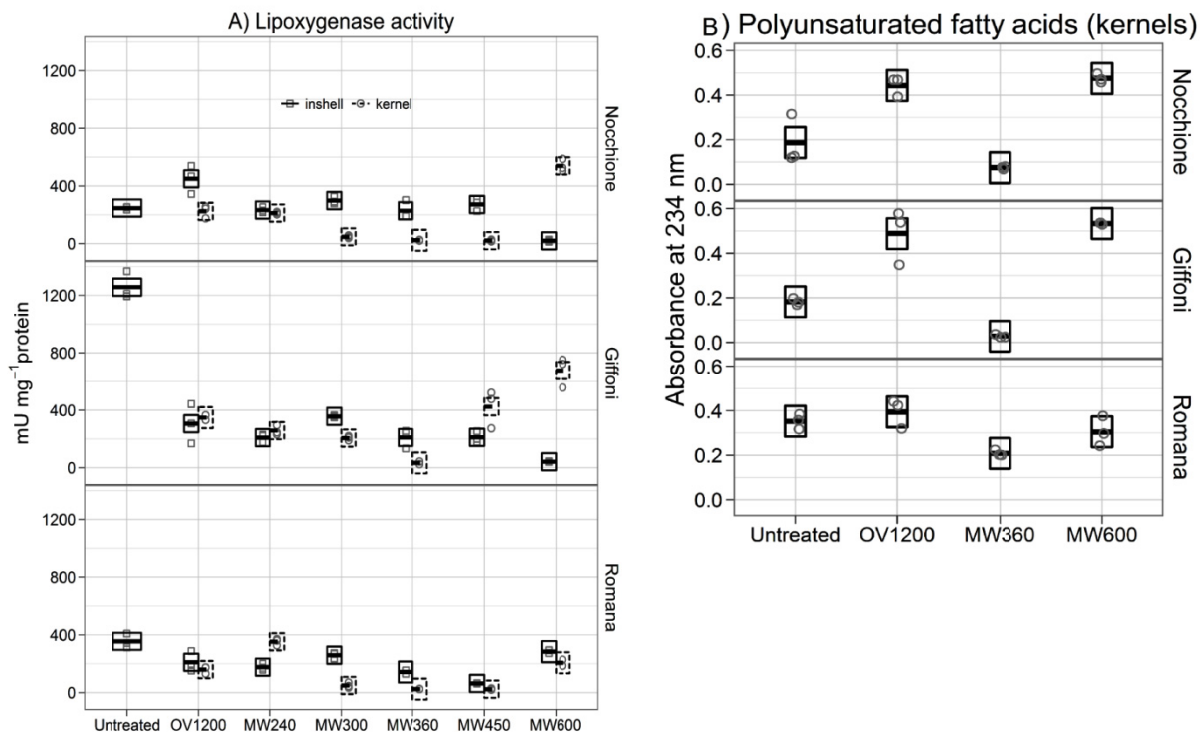 A) Lipoxygenase activity
1200
800
400
0
inshell
kernel
Nocchione
1200
800
400
0
Giffoni
1200
800
400
0
Romana
mU mg⁻¹protein
Untreated OV1200 MW240 MW300 MW360 MW450 MW600
B) Polyunsaturated fatty acids (kernels)
0.6
0.4
0.2
0.0
Nocchione
0.6
0.4
0.2
0.0
Giffoni
0.6
0.4
0.2
0.0
Romana
Absorbance at 234 nm
Untreated OV1200 MW360 MW600